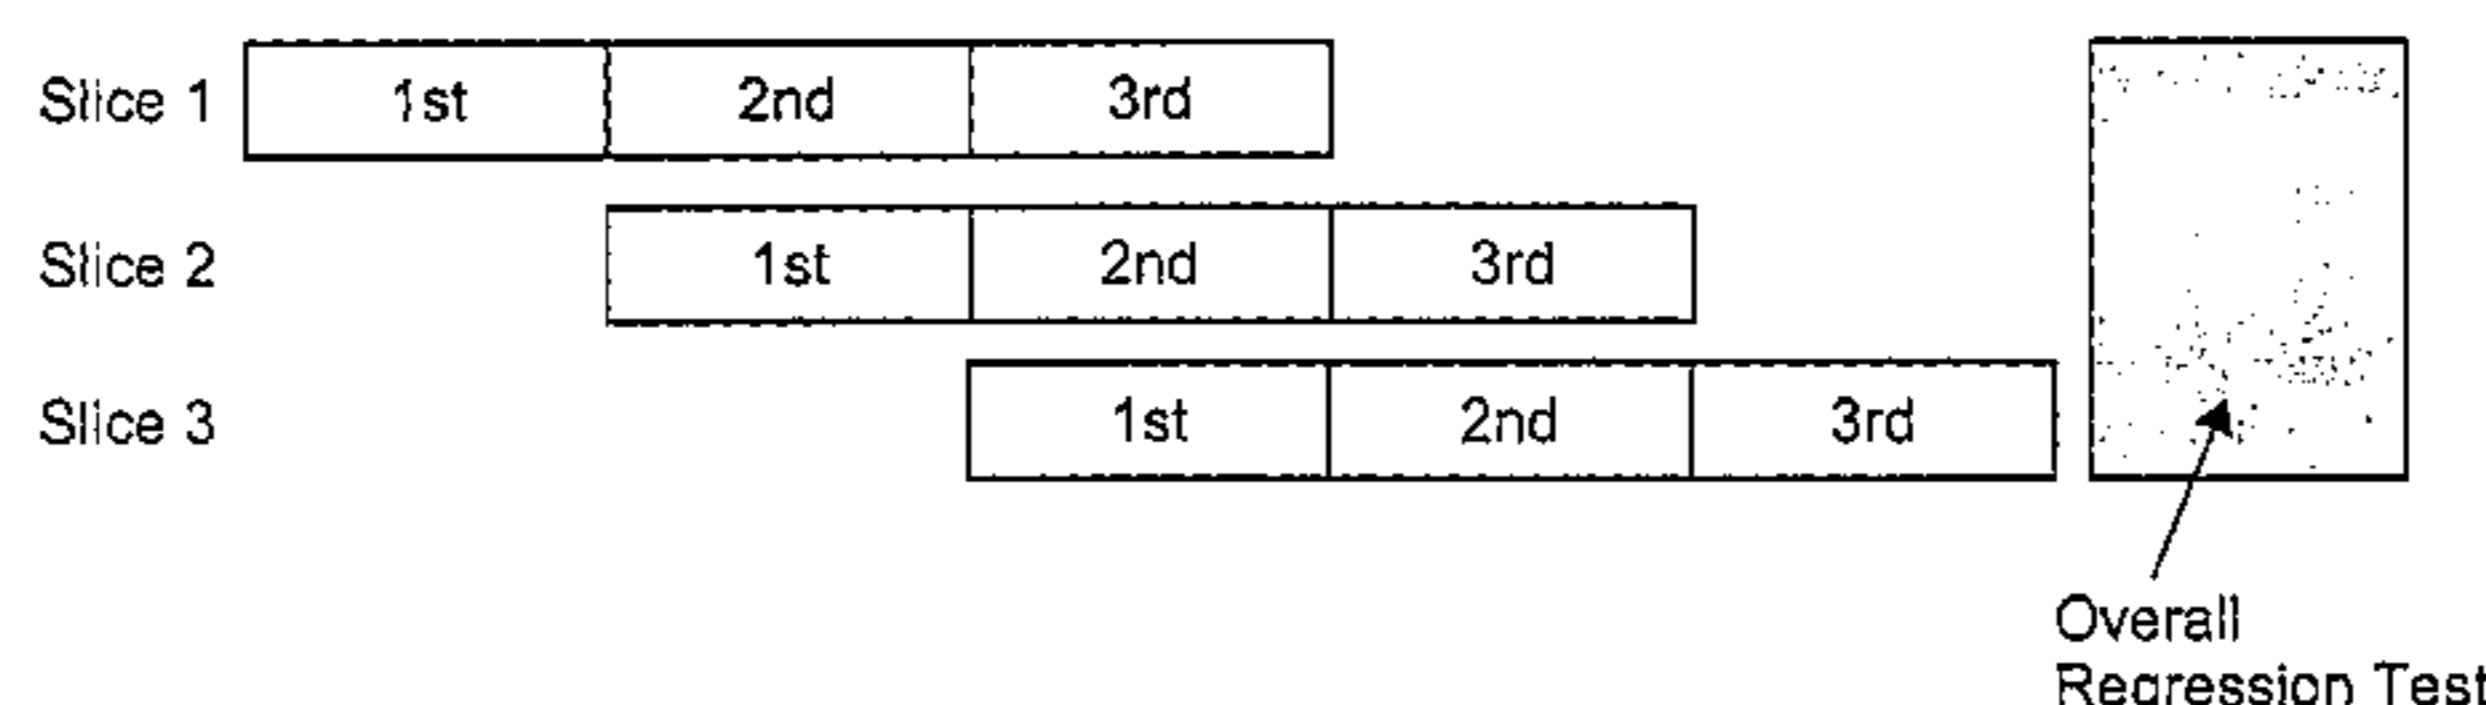 Slice 1 1st 2nd 3rd
Slice 2 1st 2nd 3rd
Slice 3 1st 2nd 3rd
Overall
Regression Test